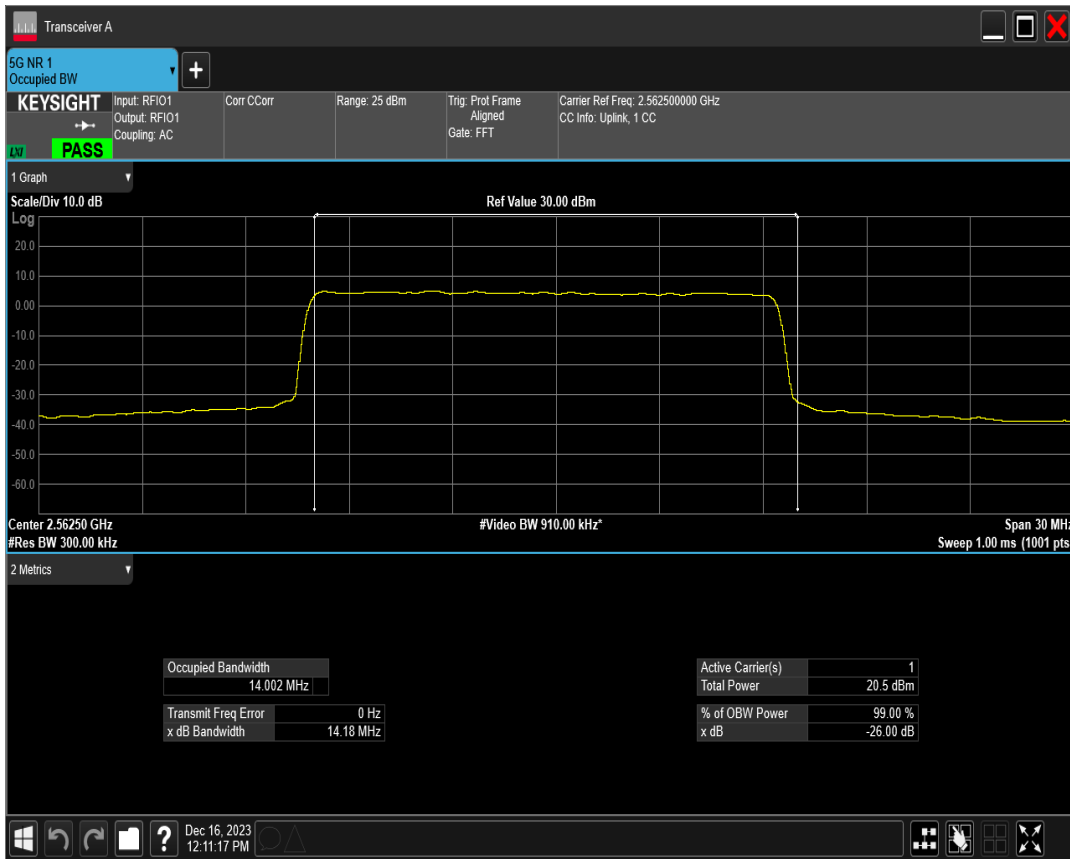 Transceiver A
5G NR 1
Occupied BW
KEYSIGHT
LXI
PASS
Input: RFIO1
Output: RFIO1
Coupling: AC
Corr CCorr
Range: 25 dBm
Trig: Prot Frame
Aligned
Gate: FFT
Carrier Ref Freq: 2.562500000 GHz
CC Info: Uplink, 1 CC
1 Graph
Scale/Div 10.0 dB
Ref Value 30.00 dBm
Log
20.0
10.0
0.00
-10.0
-20.0
-30.0
-40.0
-50.0
-60.0
Center 2.56250 GHz
#Video BW 910.00 kHz*
Span 30 MHz
#Res BW 300.00 kHz
Sweep 1.00 ms (1001 pts
2 Metrics
Occupied Bandwidth
14.002 MHz
Transmit Freq Error 0 Hz
x dB Bandwidth 14.18 MHz
Active Carrier(s) 1
Total Power 20.5 dBm
% of OBW Power 99.00 %
x dB -26.00 dB
?
Dec 16, 2023
12:11:17 PM